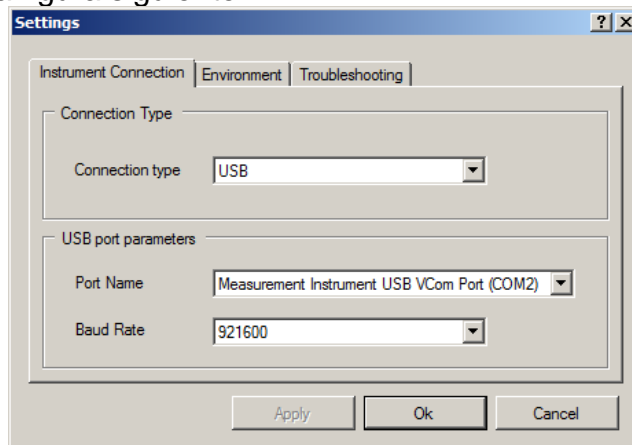 Settings
Instrument Connection Environment Troubleshooting
Connection Type
Connection type USB
USB port parameters
Port Name Measurement Instrument USB VCom Port (COM2)
Baud Rate 921600
Apply Ok Cancel